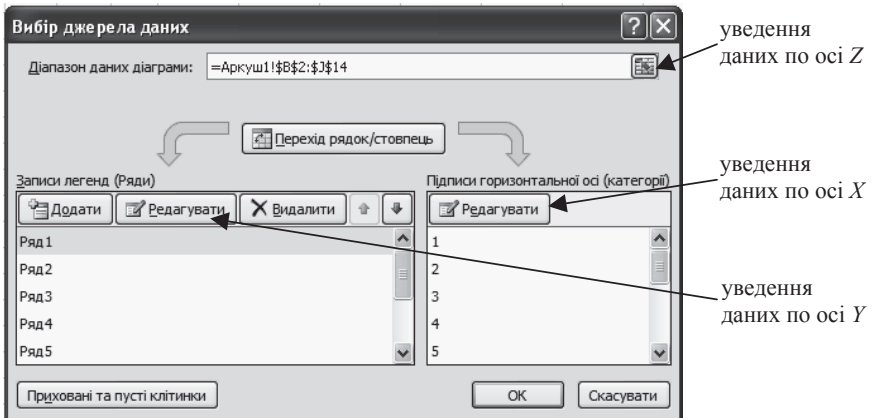 Вибір джерела даних
Діапазон даних діаграми: =Аркуш1!$B$2:$J$14
Перехід рядок/стовпець
Записи легенд (Ряди)
Додати Редагувати Видалити
Ряд1
Ряд2
Ряд3
Ряд4
Ряд5
Підписи горизонтальної осі (категорії)
Редагувати
1
2
3
4
5
Приховані та пусті клітинки
ОК Скасувати
уведення
даних по осі Z
уведення
даних по осі X
уведення
даних по осі Y